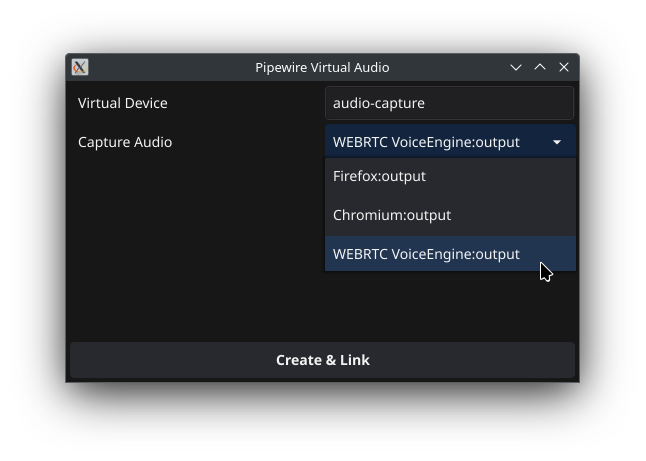 Pipewire Virtual Audio
Virtual Device
audio-capture
Capture Audio
WEBRTC VoiceEngine:output
Firefox:output
Chromium:output
WEBRTC VoiceEngine:output
Create & Link